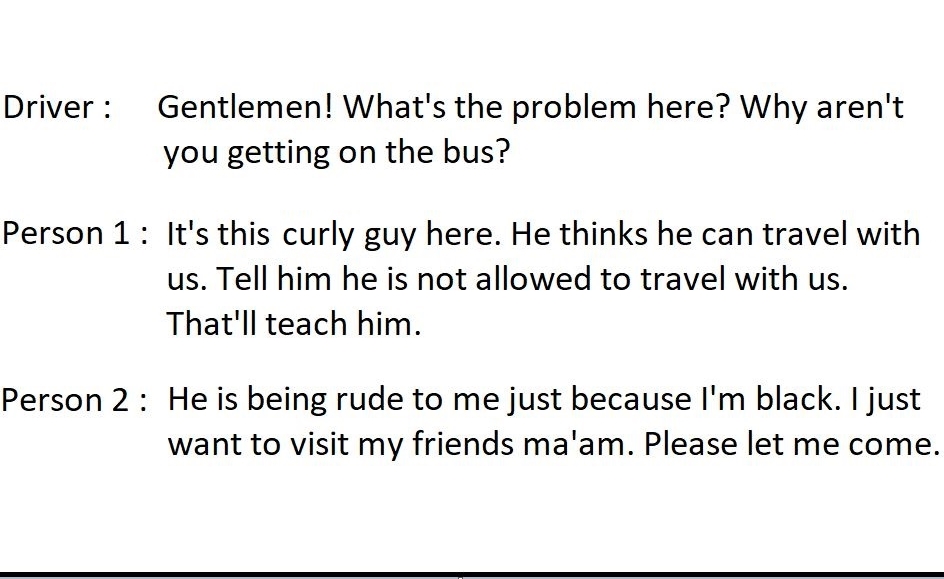 Driver : Gentlemen! What's the problem here? Why aren't
you getting on the bus?
Person 1 : It's this curly guy here. He thinks he can travel with
us. Tell him he is not allowed to travel with us.
That'll teach him.
Person 2 : He is being rude to me just because I'm black. I just
want to visit my friends ma'am. Please let me come.